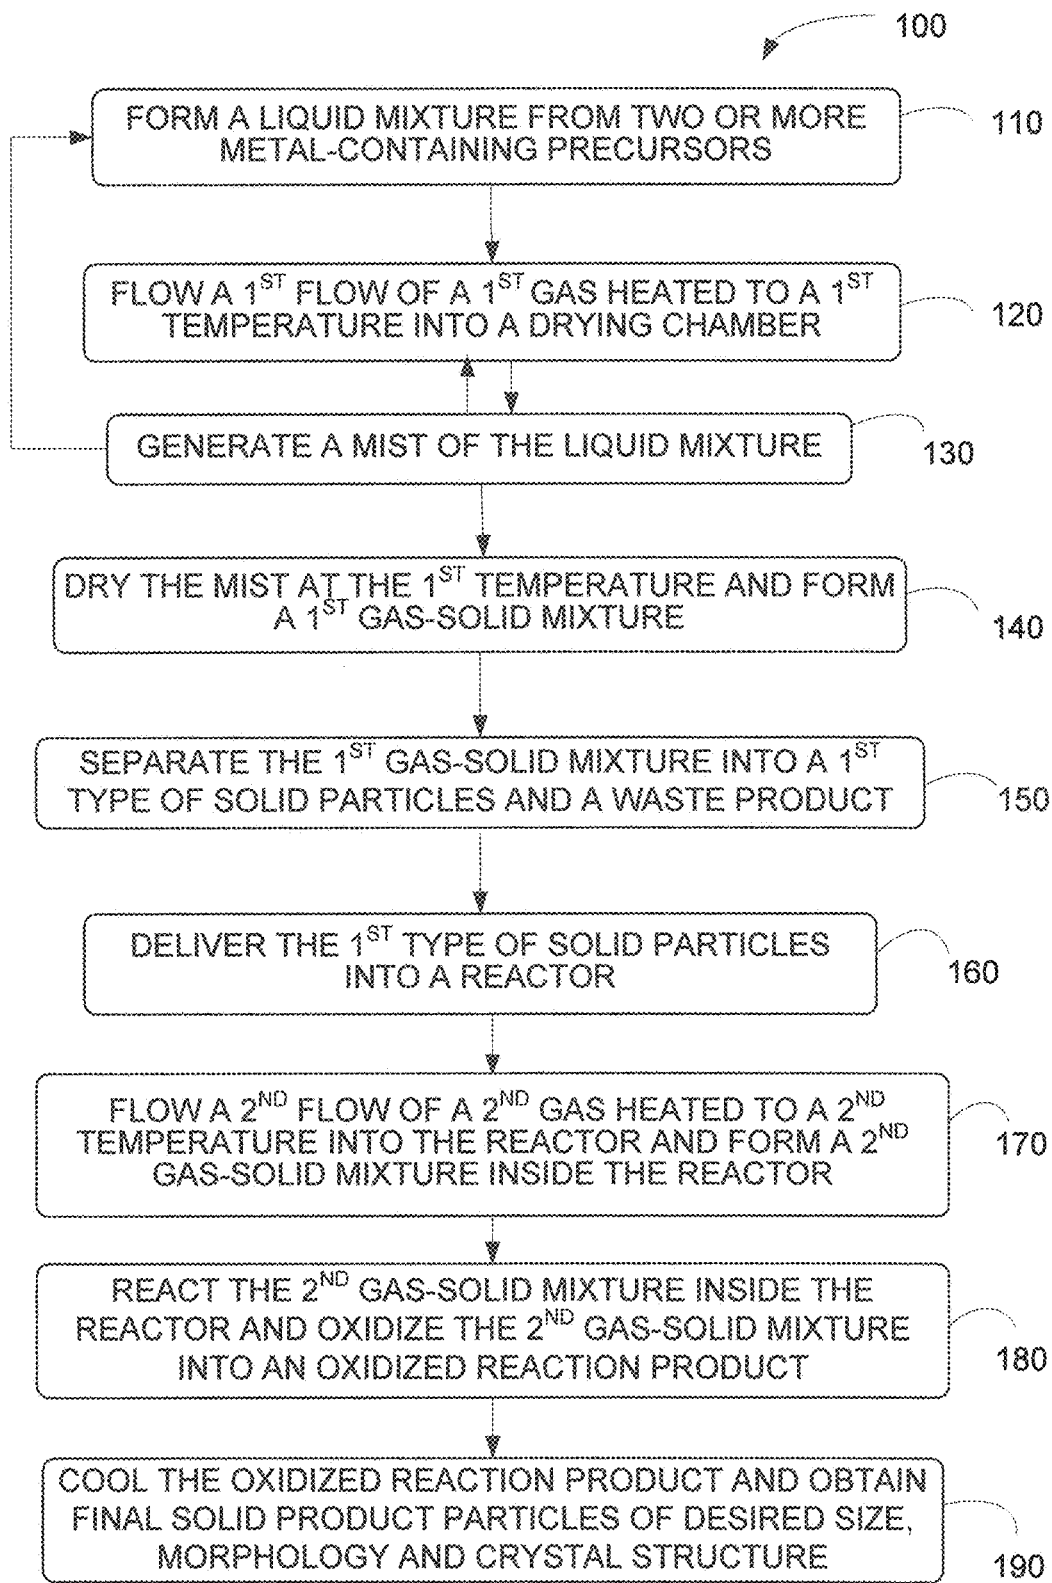 100
FORM A LIQUID MIXTURE FROM TWO OR MORE
METAL-CONTAINING PRECURSORS
110
FLOW A 1ST FLOW OF A 1ST GAS HEATED TO A 1ST
TEMPERATURE INTO A DRYING CHAMBER
120
GENERATE A MIST OF THE LIQUID MIXTURE
130
DRY THE MIST AT THE 1ST TEMPERATURE AND FORM
A 1ST GAS-SOLID MIXTURE
140
SEPARATE THE 1ST GAS-SOLID MIXTURE INTO A 1ST
TYPE OF SOLID PARTICLES AND A WASTE PRODUCT
150
DELIVER THE 1ST TYPE OF SOLID PARTICLES
INTO A REACTOR
160
FLOW A 2ND FLOW OF A 2ND GAS HEATED TO A 2ND
TEMPERATURE INTO THE REACTOR AND FORM A 2ND
GAS-SOLID MIXTURE INSIDE THE REACTOR
170
REACT THE 2ND GAS-SOLID MIXTURE INSIDE THE
REACTOR AND OXIDIZE THE 2ND GAS-SOLID MIXTURE
INTO AN OXIDIZED REACTION PRODUCT
180
COOL THE OXIDIZED REACTION PRODUCT AND OBTAIN
FINAL SOLID PRODUCT PARTICLES OF DESIRED SIZE,
MORPHOLOGY AND CRYSTAL STRUCTURE
190